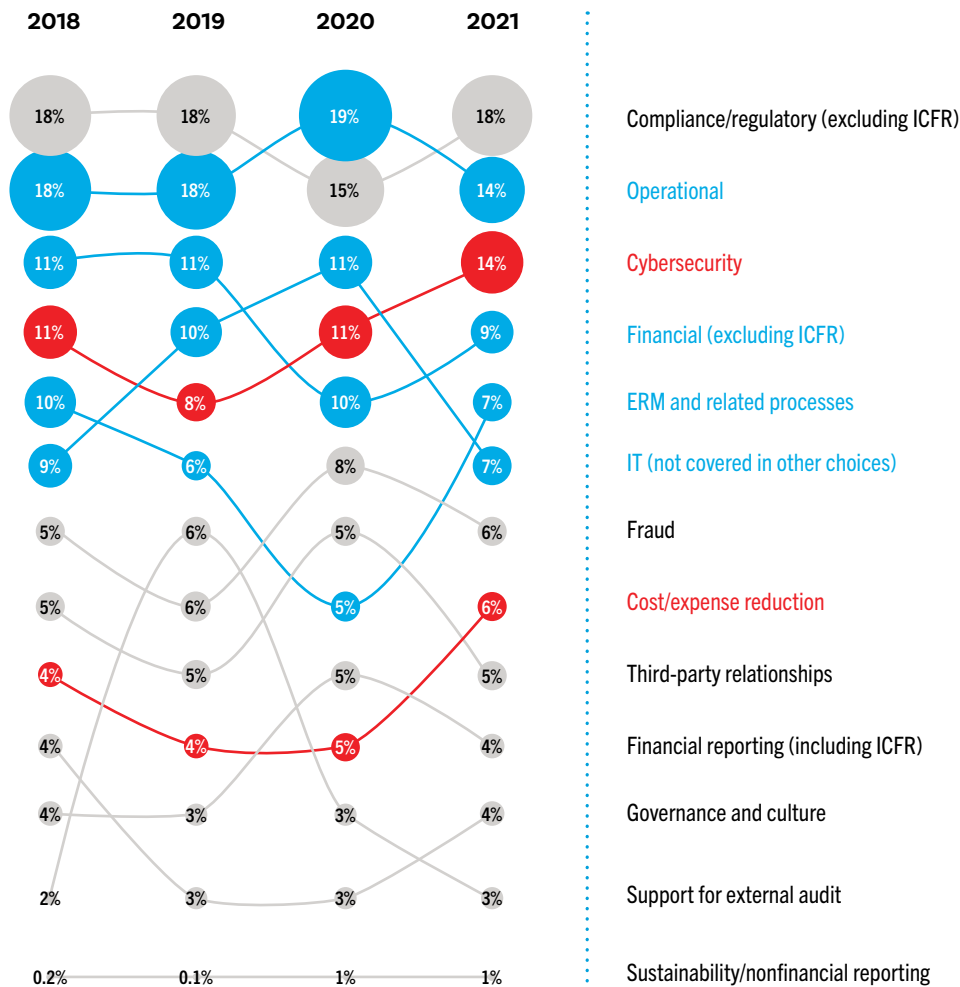 2018 2019 2020 2021
18% 18% 19% 18% Compliance/regulatory (excluding ICFR)
18% 18% 15% 14% Operational
11% 11% 11% 14% Cybersecurity
11% 10% 11% 9% Financial (excluding ICFR)
10% 8% 10% 7% ERM and related processes
9% 6% 8% 7% IT (not covered in other choices)
5% 6% 5% 6% Fraud
5% 6% 5% 6% Cost/expense reduction
4% 5% 5% 5% Third-party relationships
4% 4% 5% 4% Financial reporting (including ICFR)
4% 3% 3% 4% Governance and culture
2% 3% 3% 3% Support for external audit
0.2% 0.1% 1% 1% Sustainability/nonfinancial reporting